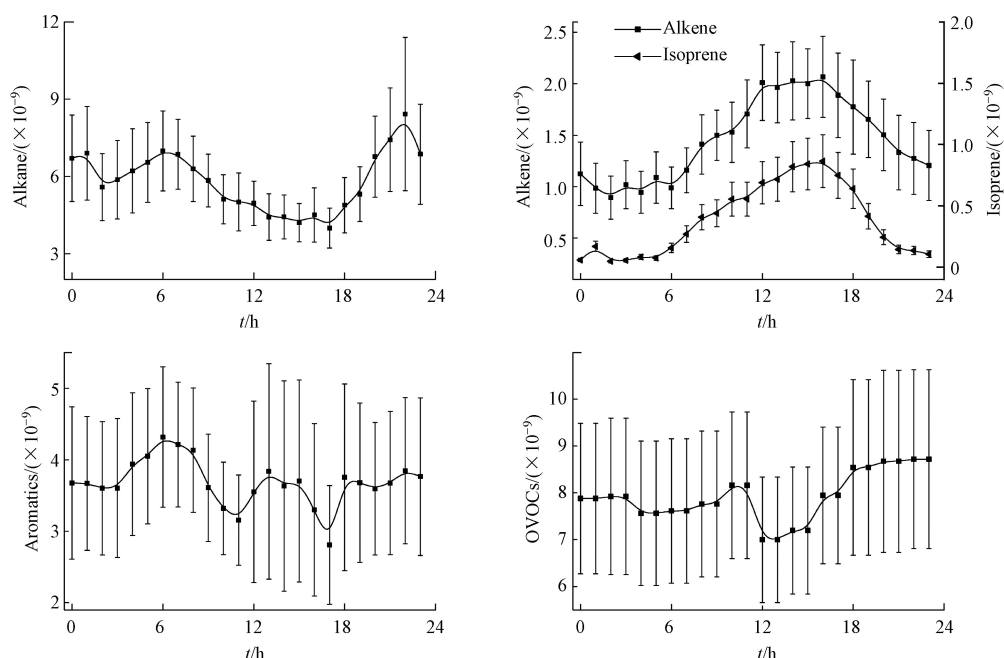 12
9
6
3
Alkane/(×10⁻⁹)
0 6 12 18 24
t/h
Alkene
Isoprene
2.5
2.0
1.5
1.0
0.5
Alkene/(×10⁻⁹)
2.0
1.5
1.0
0.5
0
Isoprene/(×10⁻⁹)
0 6 12 18 24
t/h
5
4
3
2
Aromatics/(×10⁻⁹)
0 6 12 18 24
t/h
10
9
8
7
6
OVOCs/(×10⁻⁹)
0 6 12 18 24
t/h